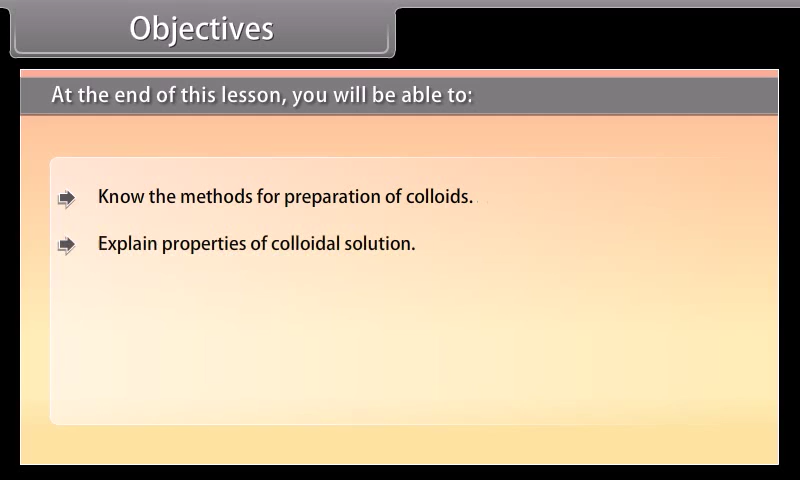 Objectives
At the end of this lesson, you will be able to:
Know the methods for preparation of colloids.
Explain properties of colloidal solution.